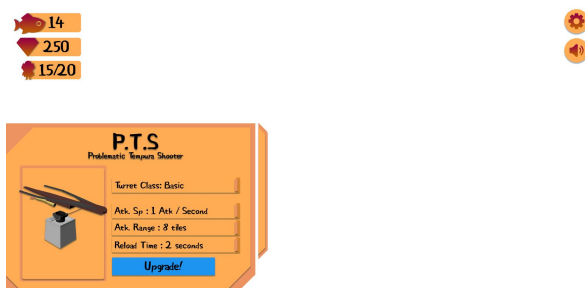 14
250
15/20
P.T.S
Problematic Tempura Shooter
Turret Class: Basic
Atk. Sp : 1 Atk / Second
Atk. Range : 8 tiles
Reload Time : 2 seconds
Upgrade!